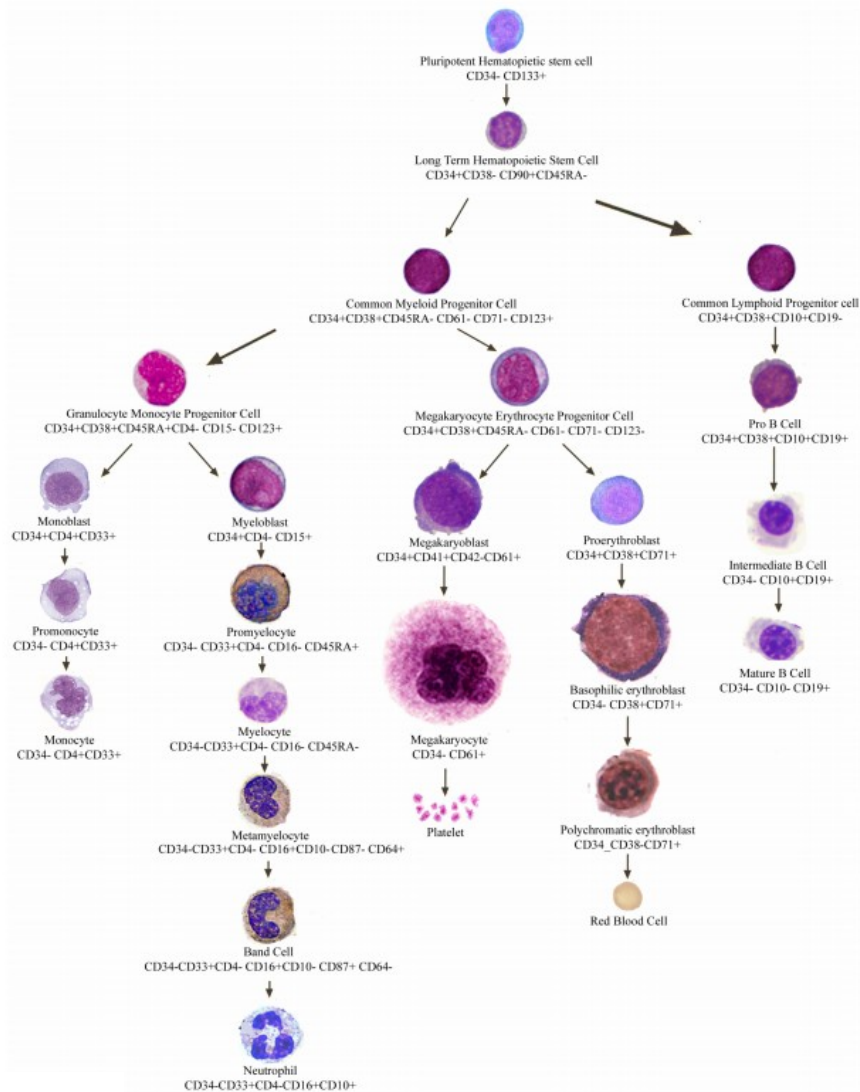 Pluripotent Hematopietic stem cell
CD34- CD133+
Long Term Hematopoietic Stem Cell
CD34+CD38- CD90+CD45RA-
Common Myeloid Progenitor Cell
CD34+CD38+CD45RA- CD61- CD71- CD123+
Common Lymphoid Progenitor cell
CD34+CD38+CD10+CD19-
Granulocyte Monocyte Progenitor Cell
CD34+CD38+CD45RA+CD4- CD15- CD123+
Megakaryocyte Erythrocyte Progenitor Cell
CD34+CD38+CD45RA- CD61- CD71- CD123-
Pro B Cell
CD34+CD38+CD10+CD19+
Monoblast
CD34+CD4+CD33+
Myeloblast
CD34+CD4- CD15+
Megakaryoblast
CD34+CD41+CD42-CD61+
Proerythroblast
CD34+CD38+CD71+
Intermediate B Cell
CD34- CD10+CD19+
Promonocyte
CD34- CD4+CD33+
Promyelocyte
CD34- CD33+CD4- CD16- CD45RA+
Basophilic erythroblast
CD34- CD38+CD71+
Mature B Cell
CD34- CD10- CD19+
Monocyte
CD34- CD4+CD33+
Myelocyte
CD34-CD33+CD4- CD16- CD45RA-
Megakaryocyte
CD34- CD61+
Metamyelocyte
CD34-CD33+CD4- CD16+CD10-CD87- CD64+
Platelet
Polychromatic erythroblast
CD34_CD38-CD71+
Red Blood Cell
Band Cell
CD34-CD33+CD4- CD16+CD10- CD87+ CD64-
Neutrophil
CD34-CD33+CD4-CD16+CD10+